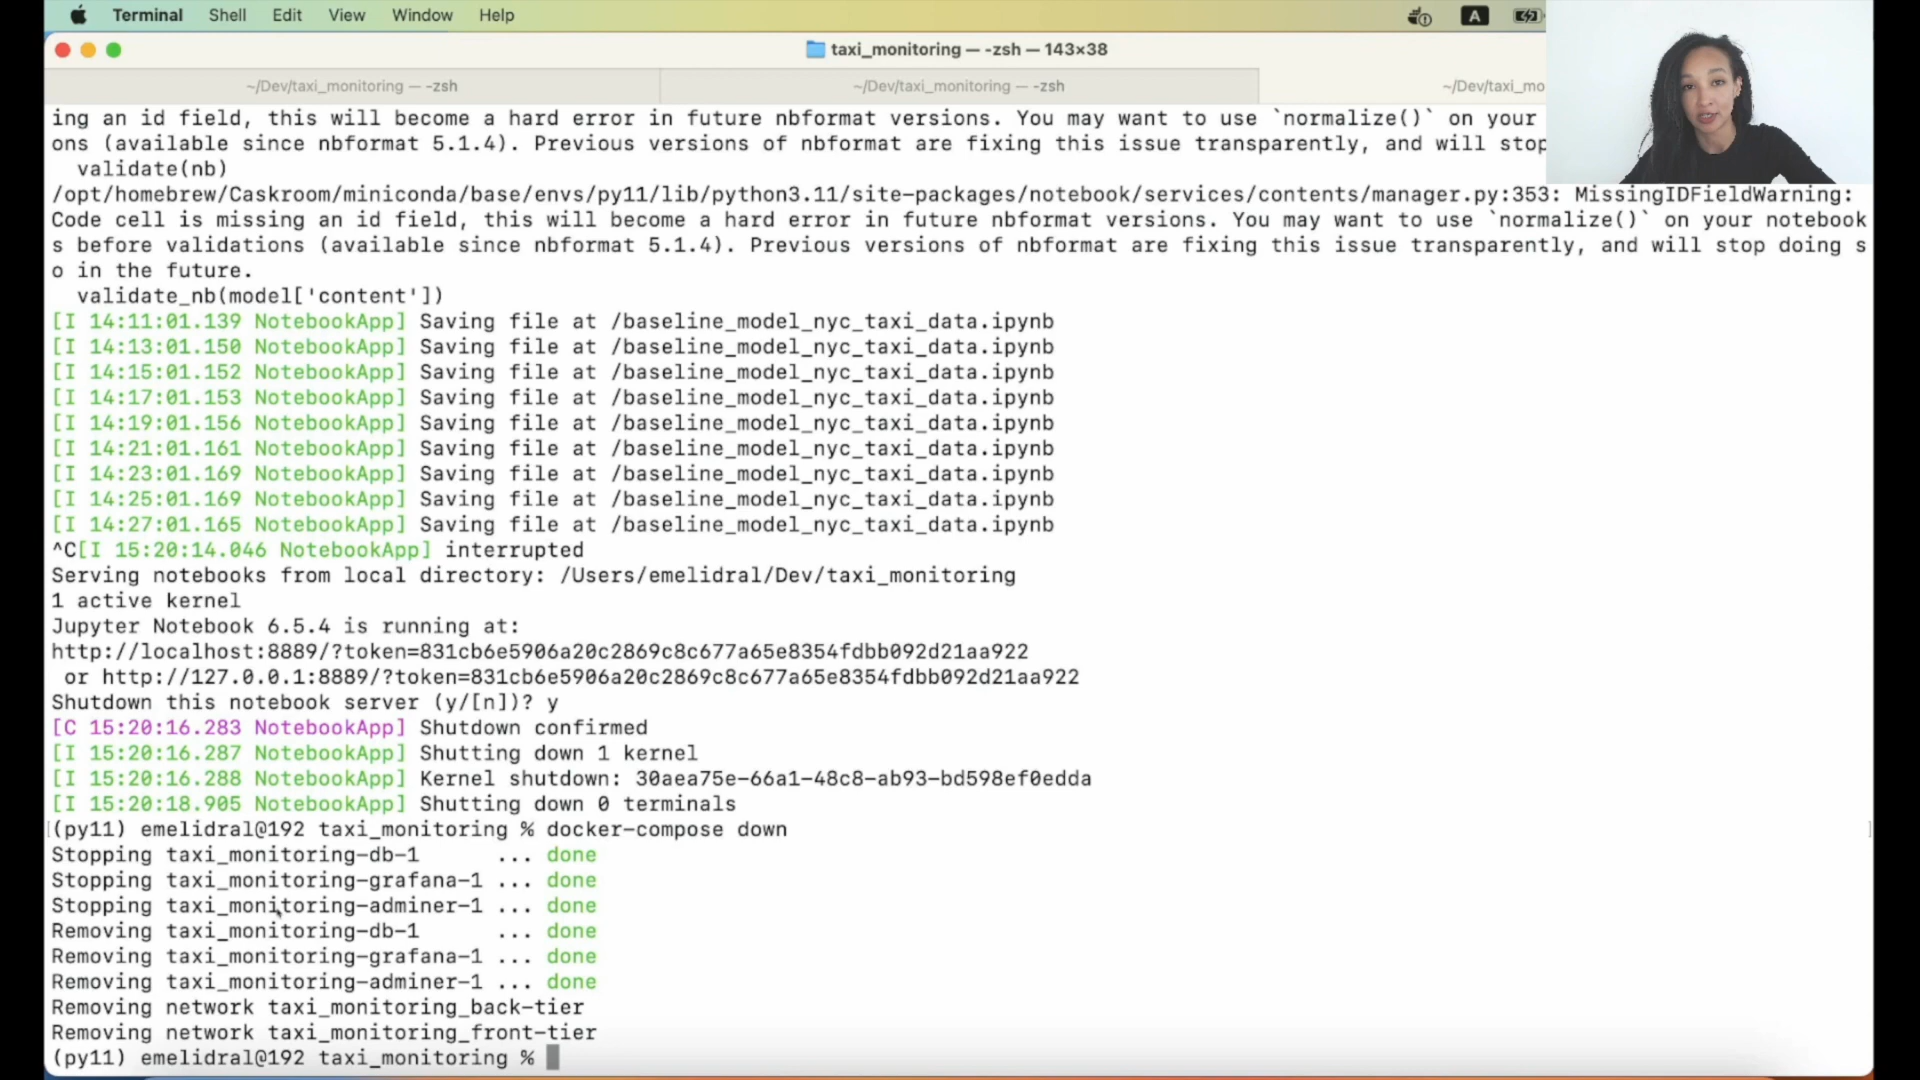 Terminal Shell Edit View Window Help A
taxi_monitoring — -zsh — 143×38
~/Dev/taxi_monitoring — -zsh ~/Dev/taxi_monitoring — -zsh ~/Dev/taxi_mo
ing an id field, this will become a hard error in future nbformat versions. You may want to use `normalize()` on your
ons (available since nbformat 5.1.4). Previous versions of nbformat are fixing this issue transparently, and will stop
validate(nb)
/opt/homebrew/Caskroom/miniconda/base/envs/py11/lib/python3.11/site-packages/notebook/services/contents/manager.py:353: MissingIDFieldWarning:
Code cell is missing an id field, this will become a hard error in future nbformat versions. You may want to use `normalize()` on your notebook
s before validations (available since nbformat 5.1.4). Previous versions of nbformat are fixing this issue transparently, and will stop doing s
o in the future.
validate_nb(model['content'])
[I 14:11:01.139 NotebookApp] Saving file at /baseline_model_nyc_taxi_data.ipynb
[I 14:13:01.150 NotebookApp] Saving file at /baseline_model_nyc_taxi_data.ipynb
[I 14:15:01.152 NotebookApp] Saving file at /baseline_model_nyc_taxi_data.ipynb
[I 14:17:01.153 NotebookApp] Saving file at /baseline_model_nyc_taxi_data.ipynb
[I 14:19:01.156 NotebookApp] Saving file at /baseline_model_nyc_taxi_data.ipynb
[I 14:21:01.161 NotebookApp] Saving file at /baseline_model_nyc_taxi_data.ipynb
[I 14:23:01.169 NotebookApp] Saving file at /baseline_model_nyc_taxi_data.ipynb
[I 14:25:01.169 NotebookApp] Saving file at /baseline_model_nyc_taxi_data.ipynb
[I 14:27:01.165 NotebookApp] Saving file at /baseline_model_nyc_taxi_data.ipynb
^C[I 15:20:14.046 NotebookApp] interrupted
Serving notebooks from local directory: /Users/emelidral/Dev/taxi_monitoring
1 active kernel
Jupyter Notebook 6.5.4 is running at:
http://localhost:8889/?token=831cb6e5906a20c2869c8c677a65e8354fdbb092d21aa922
or http://127.0.0.1:8889/?token=831cb6e5906a20c2869c8c677a65e8354fdbb092d21aa922
Shutdown this notebook server (y/[n])? y
[C 15:20:16.283 NotebookApp] Shutdown confirmed
[I 15:20:16.287 NotebookApp] Shutting down 1 kernel
[I 15:20:16.288 NotebookApp] Kernel shutdown: 30aea75e-66a1-48c8-ab93-bd598ef0edda
[I 15:20:18.905 NotebookApp] Shutting down 0 terminals
[(py11) emelidral@192 taxi_monitoring % docker-compose down ]
Stopping taxi_monitoring-db-1 ... done
Stopping taxi_monitoring-grafana-1 ... done
Stopping taxi_monitoring-adminer-1 ... done
Removing taxi_monitoring-db-1 ... done
Removing taxi_monitoring-grafana-1 ... done
Removing taxi_monitoring-adminer-1 ... done
Removing network taxi_monitoring_back-tier
Removing network taxi_monitoring_front-tier
(py11) emelidral@192 taxi_monitoring %